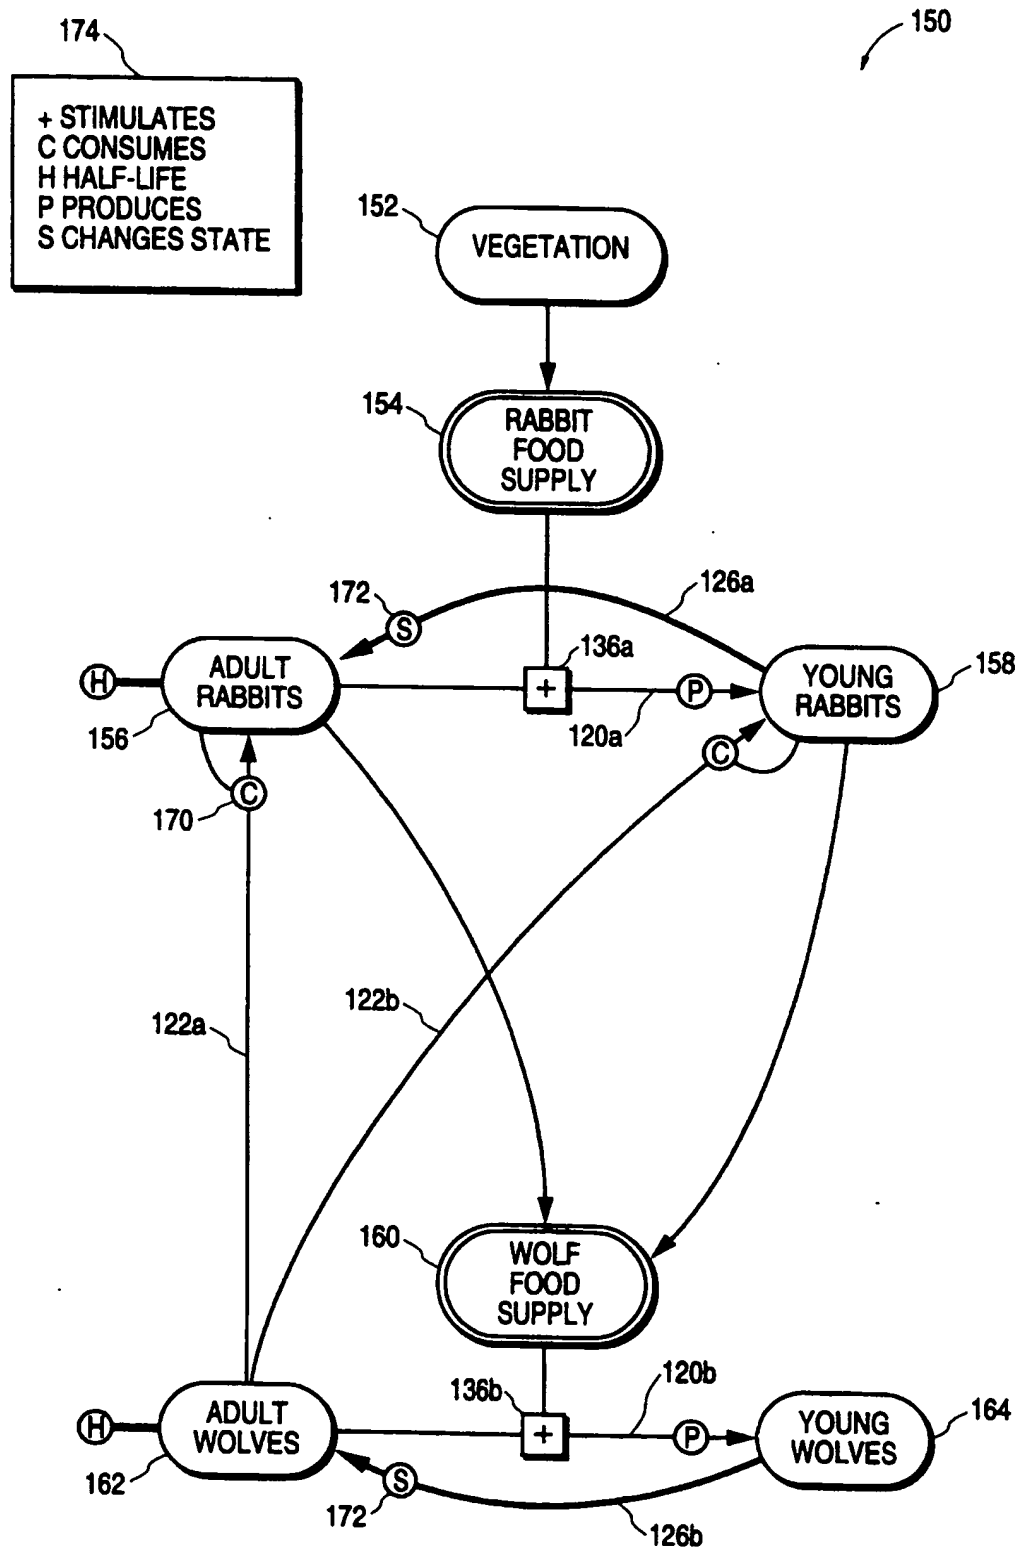 174
150
+ STIMULATES
C CONSUMES
H HALF-LIFE
P PRODUCES
S CHANGES STATE
152
VEGETATION
154
RABBIT
FOOD
SUPPLY
126a
172
S
136a
H
ADULT
RABBITS
+
P
YOUNG
RABBITS
158
156
120a
C
C
170
122b
122a
160
WOLF
FOOD
SUPPLY
136b
120b
H
ADULT
WOLVES
+
P
YOUNG
WOLVES
164
162
S
172
126b